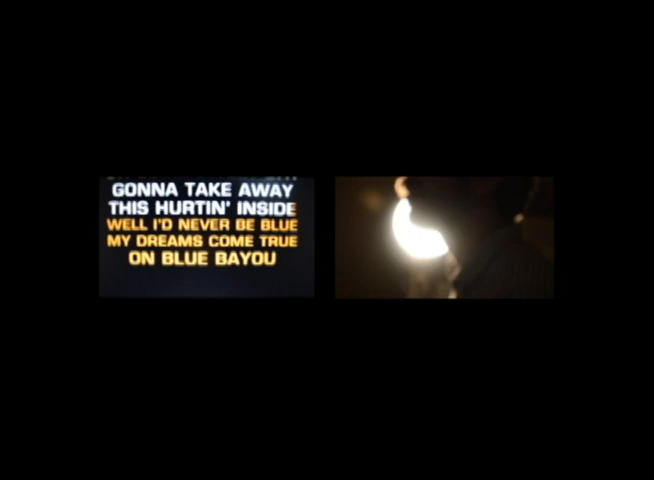 GONNA TAKE AWAY
THIS HURTIN' INSIDE
WELL I'D NEVER BE BLUE
MY DREAMS COME TRUE
ON BLUE BAYOU